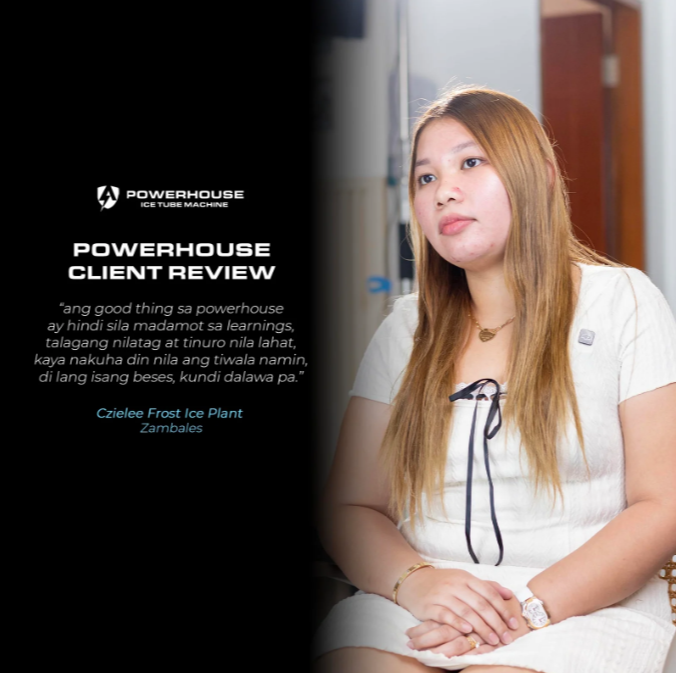 POWERHOUSE
ICE TUBE MACHINE
POWERHOUSE
CLIENT REVIEW
“ang good thing sa powerhouse
ay hindi sila madamot sa learnings,
talagang nilatag at tinuro nila lahat,
kaya nakuha din nila ang tiwala namin,
di lang isang beses, kundi dalawa pa.”
Czielee Frost Ice Plant
Zambales